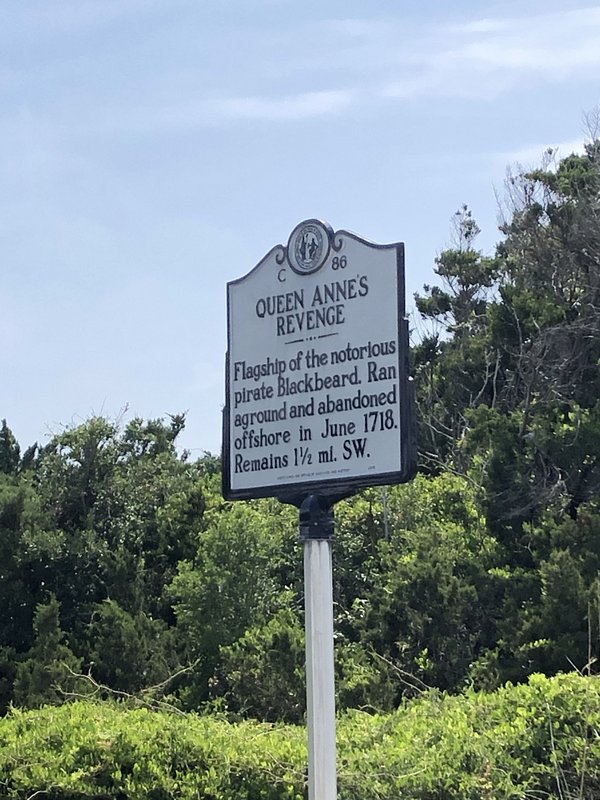 C 86
QUEEN ANNE'S
REVENGE
Flagship of the notorious
pirate Blackbeard. Ran
aground and abandoned
offshore in June 1718.
Remains 1½ mi. SW.